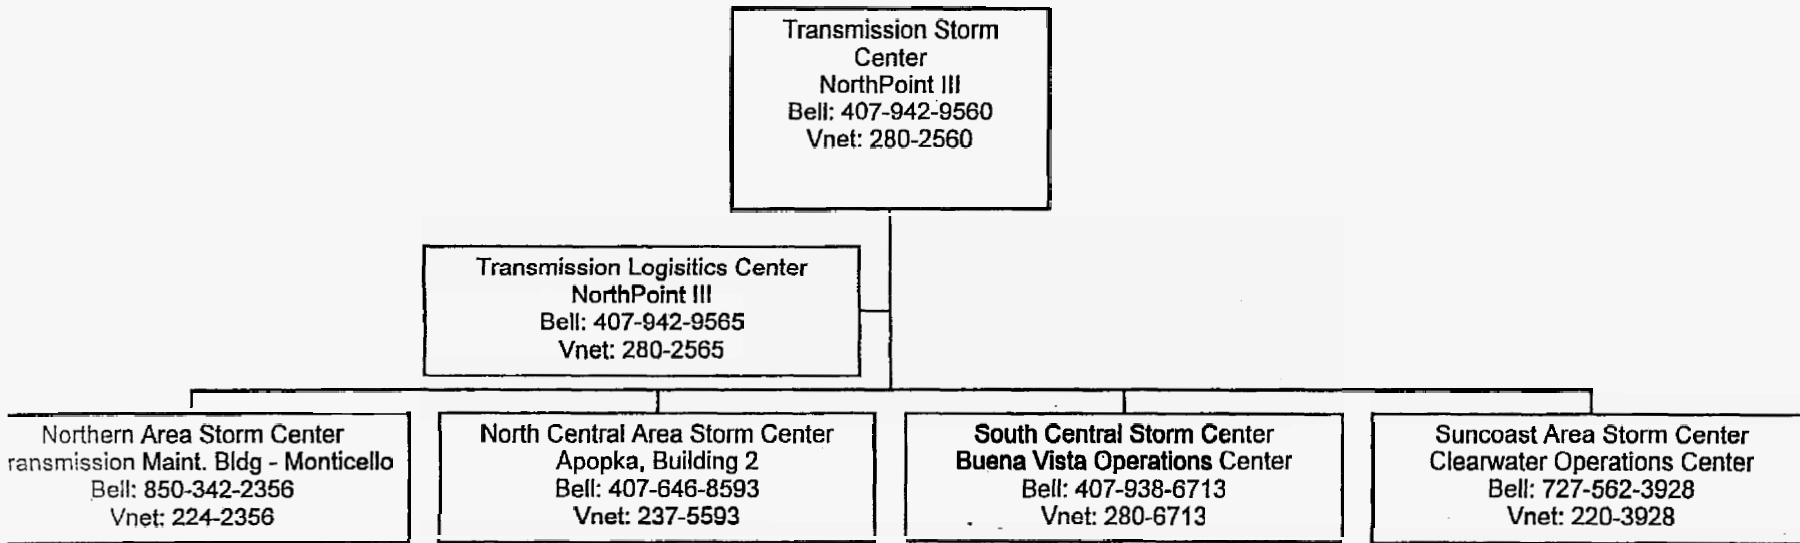 Transmission Storm
Center
NorthPoint III
Bell: 407-942-9560
Vnet: 280-2560
Transmission Logisitics Center
NorthPoint III
Bell: 407-942-9565
Vnet: 280-2565
Northern Area Storm Center
ransmission Maint. Bldg - Monticello
Bell: 850-342-2356
Vnet: 224-2356
North Central Area Storm Center
Apopka, Building 2
Bell: 407-646-8593
Vnet: 237-5593
South Central Storm Center
Buena Vista Operations Center
Bell: 407-938-6713
Vnet: 280-6713
Suncoast Area Storm Center
Clearwater Operations Center
Bell: 727-562-3928
Vnet: 220-3928